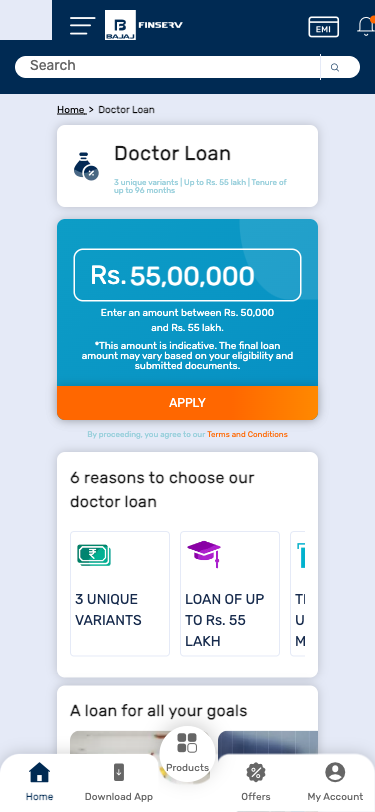 BAJAJ FINSERV
EMI
Search
Home > Doctor Loan
Doctor Loan
3 unique variants | Up to Rs. 55 lakh | Tenure of
up to 96 months
Rs. 55,00,000
Enter an amount between Rs. 50,000
and Rs. 55 lakh.
*This amount is indicative. The final loan
amount may vary based on your eligibility and
submitted documents.
APPLY
By proceeding, you agree to our Terms and Conditions
6 reasons to choose our
doctor loan
3 UNIQUE
VARIANTS
LOAN OF UP
TO Rs. 55
LAKH
A loan for all your goals
Home
Download App
Products
Offers
My Account